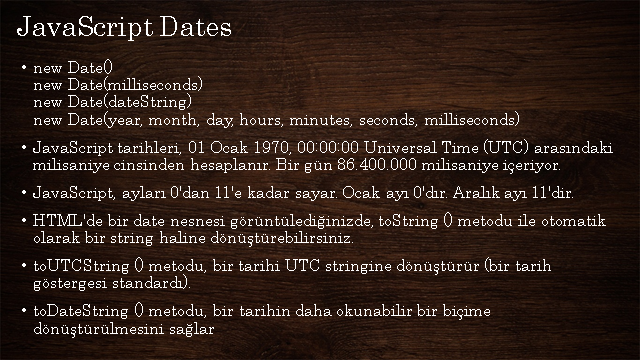 JavaScript Dates
• new Date()
new Date(milliseconds)
new Date(dateString)
new Date(year, month, day, hours, minutes, seconds, milliseconds)
• JavaScript tarihleri, 01 Ocak 1970, 00:00:00 Universal Time (UTC) arasındaki
milisaniye cinsinden hesaplanır. Bir gün 86.400.000 milisaniye içeriyor.
• JavaScript, ayları 0'dan 11'e kadar sayar. Ocak ayı 0'dır. Aralık ayı 11'dir.
• HTML'de bir date nesnesi görüntülediğinizde, toString () metodu ile otomatik
olarak bir string haline dönüştürebilirsiniz.
• toUTCString () metodu, bir tarihi UTC stringine dönüştürür (bir tarih
göstergesi standardı).
• toDateString () metodu, bir tarihin daha okunabilir bir biçime
dönüştürülmesini sağlar